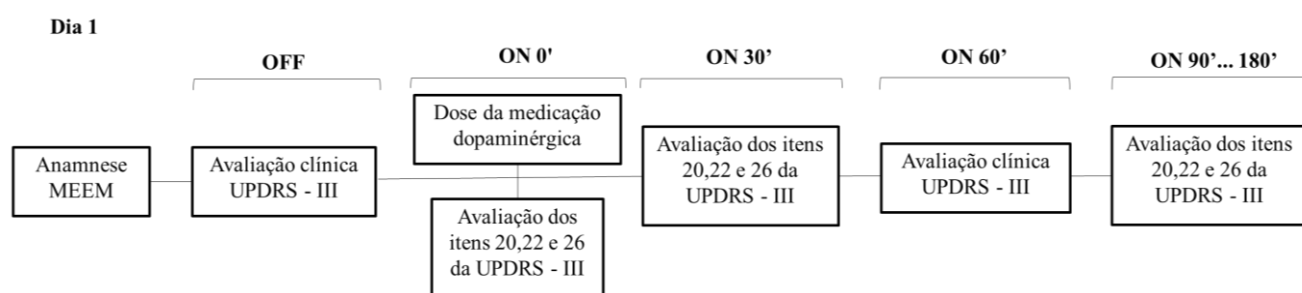 Dia 1
OFF
ON 0'
ON 30’
ON 60’
ON 90’... 180’
Anamnese
MEEM
Avaliação clínica
UPDRS - III
Dose da medicação
dopaminérgica
Avaliação dos
itens 20,22 e 26
da UPDRS - III
Avaliação dos itens
20,22 e 26 da
UPDRS - III
Avaliação clínica
UPDRS - III
Avaliação dos itens
20,22 e 26 da
UPDRS - III